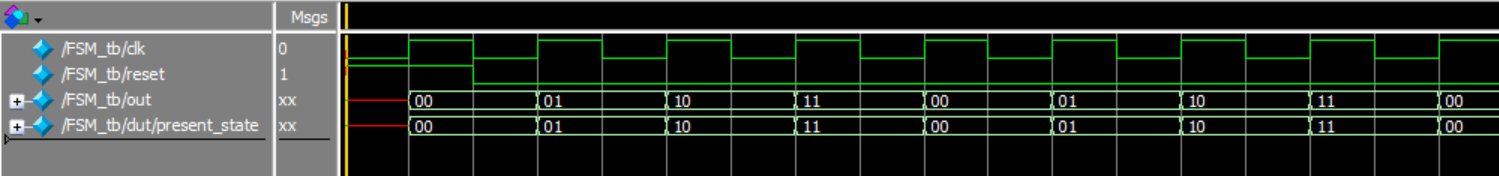 Msgs
/FSM_tb/clk 0
/FSM_tb/reset 1
/FSM_tb/out xx 00 01 10 11 00 01 10 11 00
/FSM_tb/dut/present_state xx 00 01 10 11 00 01 10 11 00